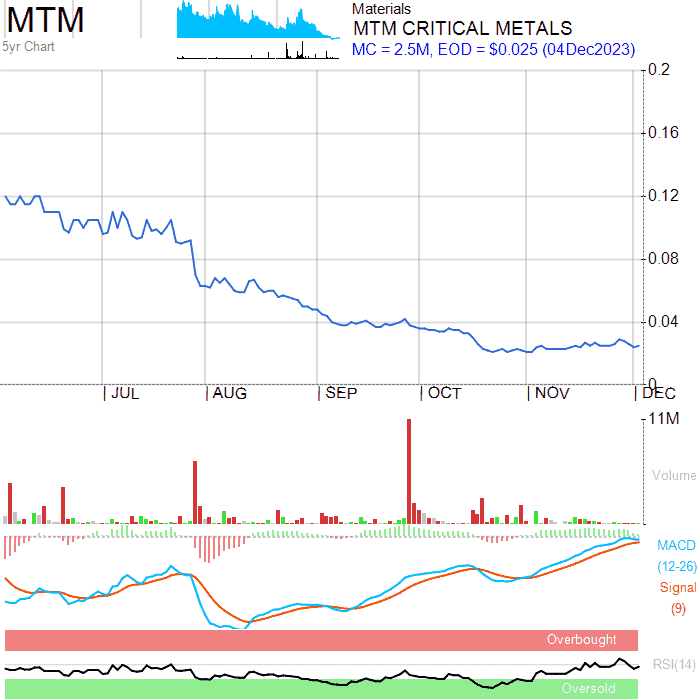 MTM
5yr Chart
Materials
MTM CRITICAL METALS
MC = 2.5M, EOD = $0.025 (04Dec2023)
0.2
0.16
0.12
0.08
0.04
0
JUL AUG SEP OCT NOV DEC
11M
Volume
MACD
(12-26)
Signal
(9)
Overbought
RSI(14)
Oversold